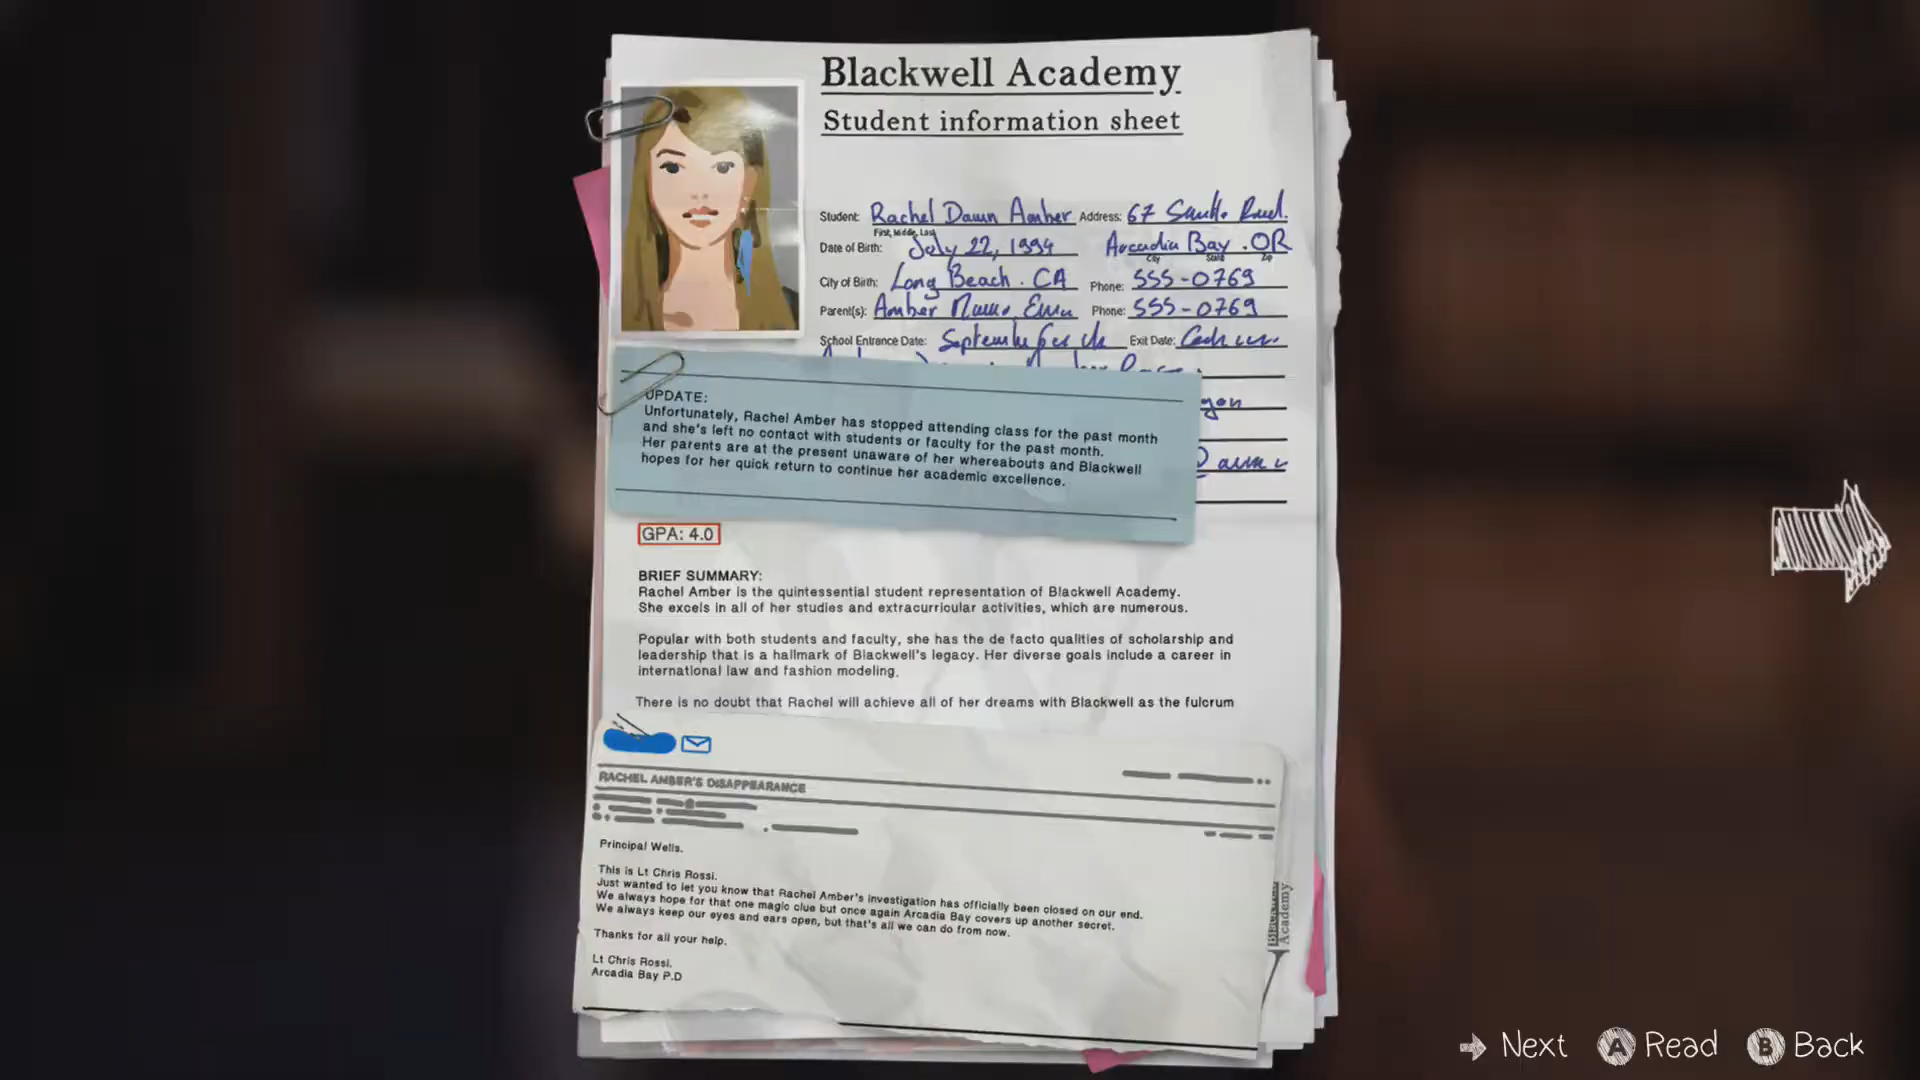 Blackwell Academy
Student information sheet
Student: Rachel Dawn Amber Address: 67
First, Middle, Last
Date of Birth: July 22, 1994 Arcadia Bay . OR
City State Zip
City of Birth: Long Beach . CA Phone: 555-0769
Parent(s): Amber Phone: 555-0769
School Entrance Date: Exit Date:
UPDATE:
Unfortunately, Rachel Amber has stopped attending class for the past month
and she's left no contact with students or faculty for the past month.
Her parents are at the present unaware of her whereabouts and Blackwell
hopes for her quick return to continue her academic excellence.
GPA: 4.0
BRIEF SUMMARY:
Rachel Amber is the quintessential student representation of Blackwell Academy.
She excels in all of her studies and extracurricular activities, which are numerous.
Popular with both students and faculty, she has the de facto qualities of scholarship and
leadership that is a hallmark of Blackwell's legacy. Her diverse goals include a career in
international law and fashion modeling.
There is no doubt that Rachel will achieve all of her dreams with Blackwell as the fulcrum
RACHEL AMBER'S DISAPPEARANCE
Principal Wells.
This is Lt Chris Rossi.
Just wanted to let you know that Rachel Amber's investigation has officially been closed on our end.
We always hope for that one magic clue but once again Arcadia Bay covers up another secret.
We always keep our eyes and ears open, but that's all we can do from now.
Thanks for all your help.
Lt Chris Rossi.
Arcadia Bay P.D
Blackwell
Academy
Next A Read B Back